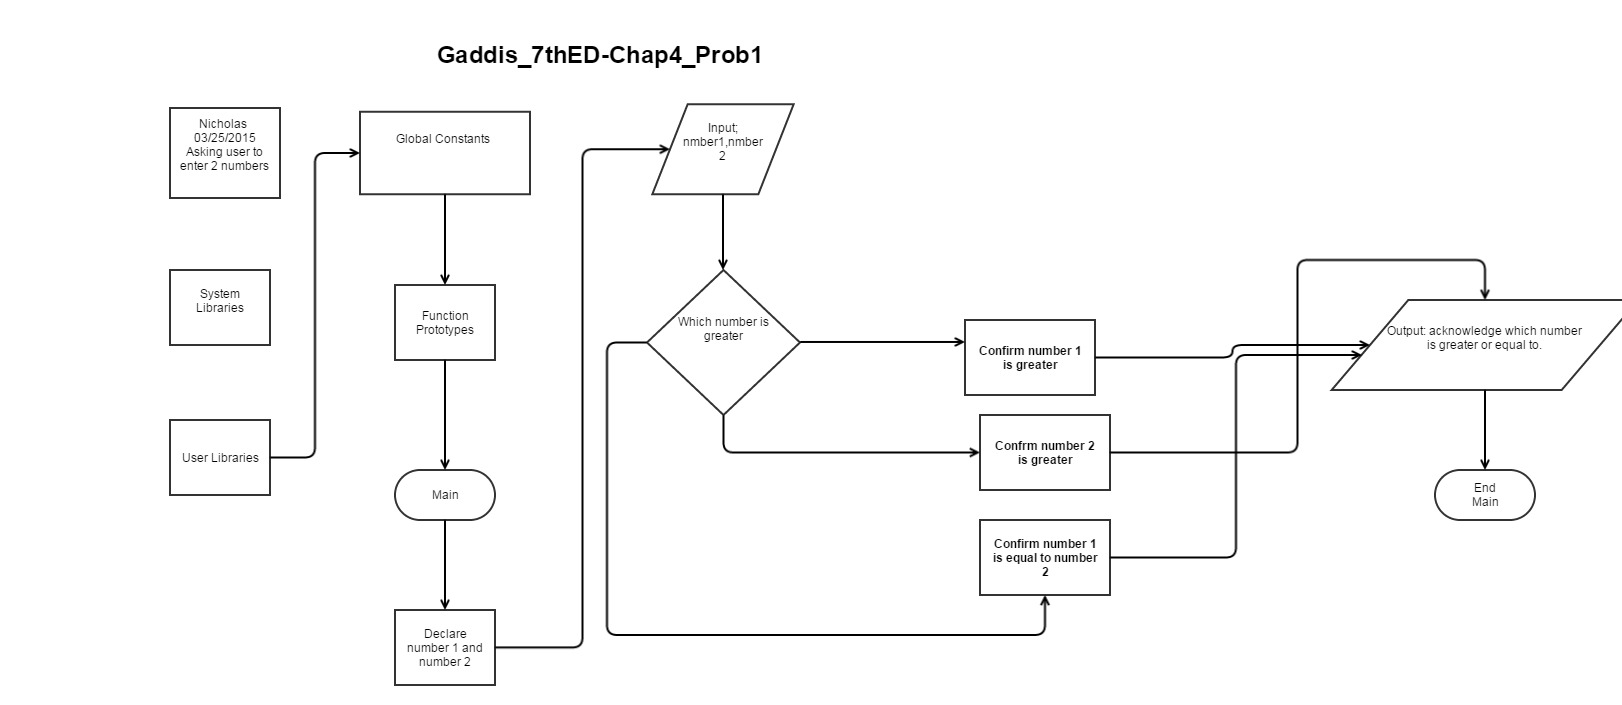 Gaddis_7thED-Chap4_Prob1
Nicholas
03/25/2015
Asking user to
enter 2 numbers
System
Libraries
User Libraries
Global Constants
Function
Prototypes
Main
Declare
number 1 and
number 2
Input;
nmber1,nmber
2
Which number is
greater
Confirm number 1
is greater
Confrm number 2
is greater
Confirm number 1
is equal to number
2
Output: acknowledge which number
is greater or equal to.
End
Main